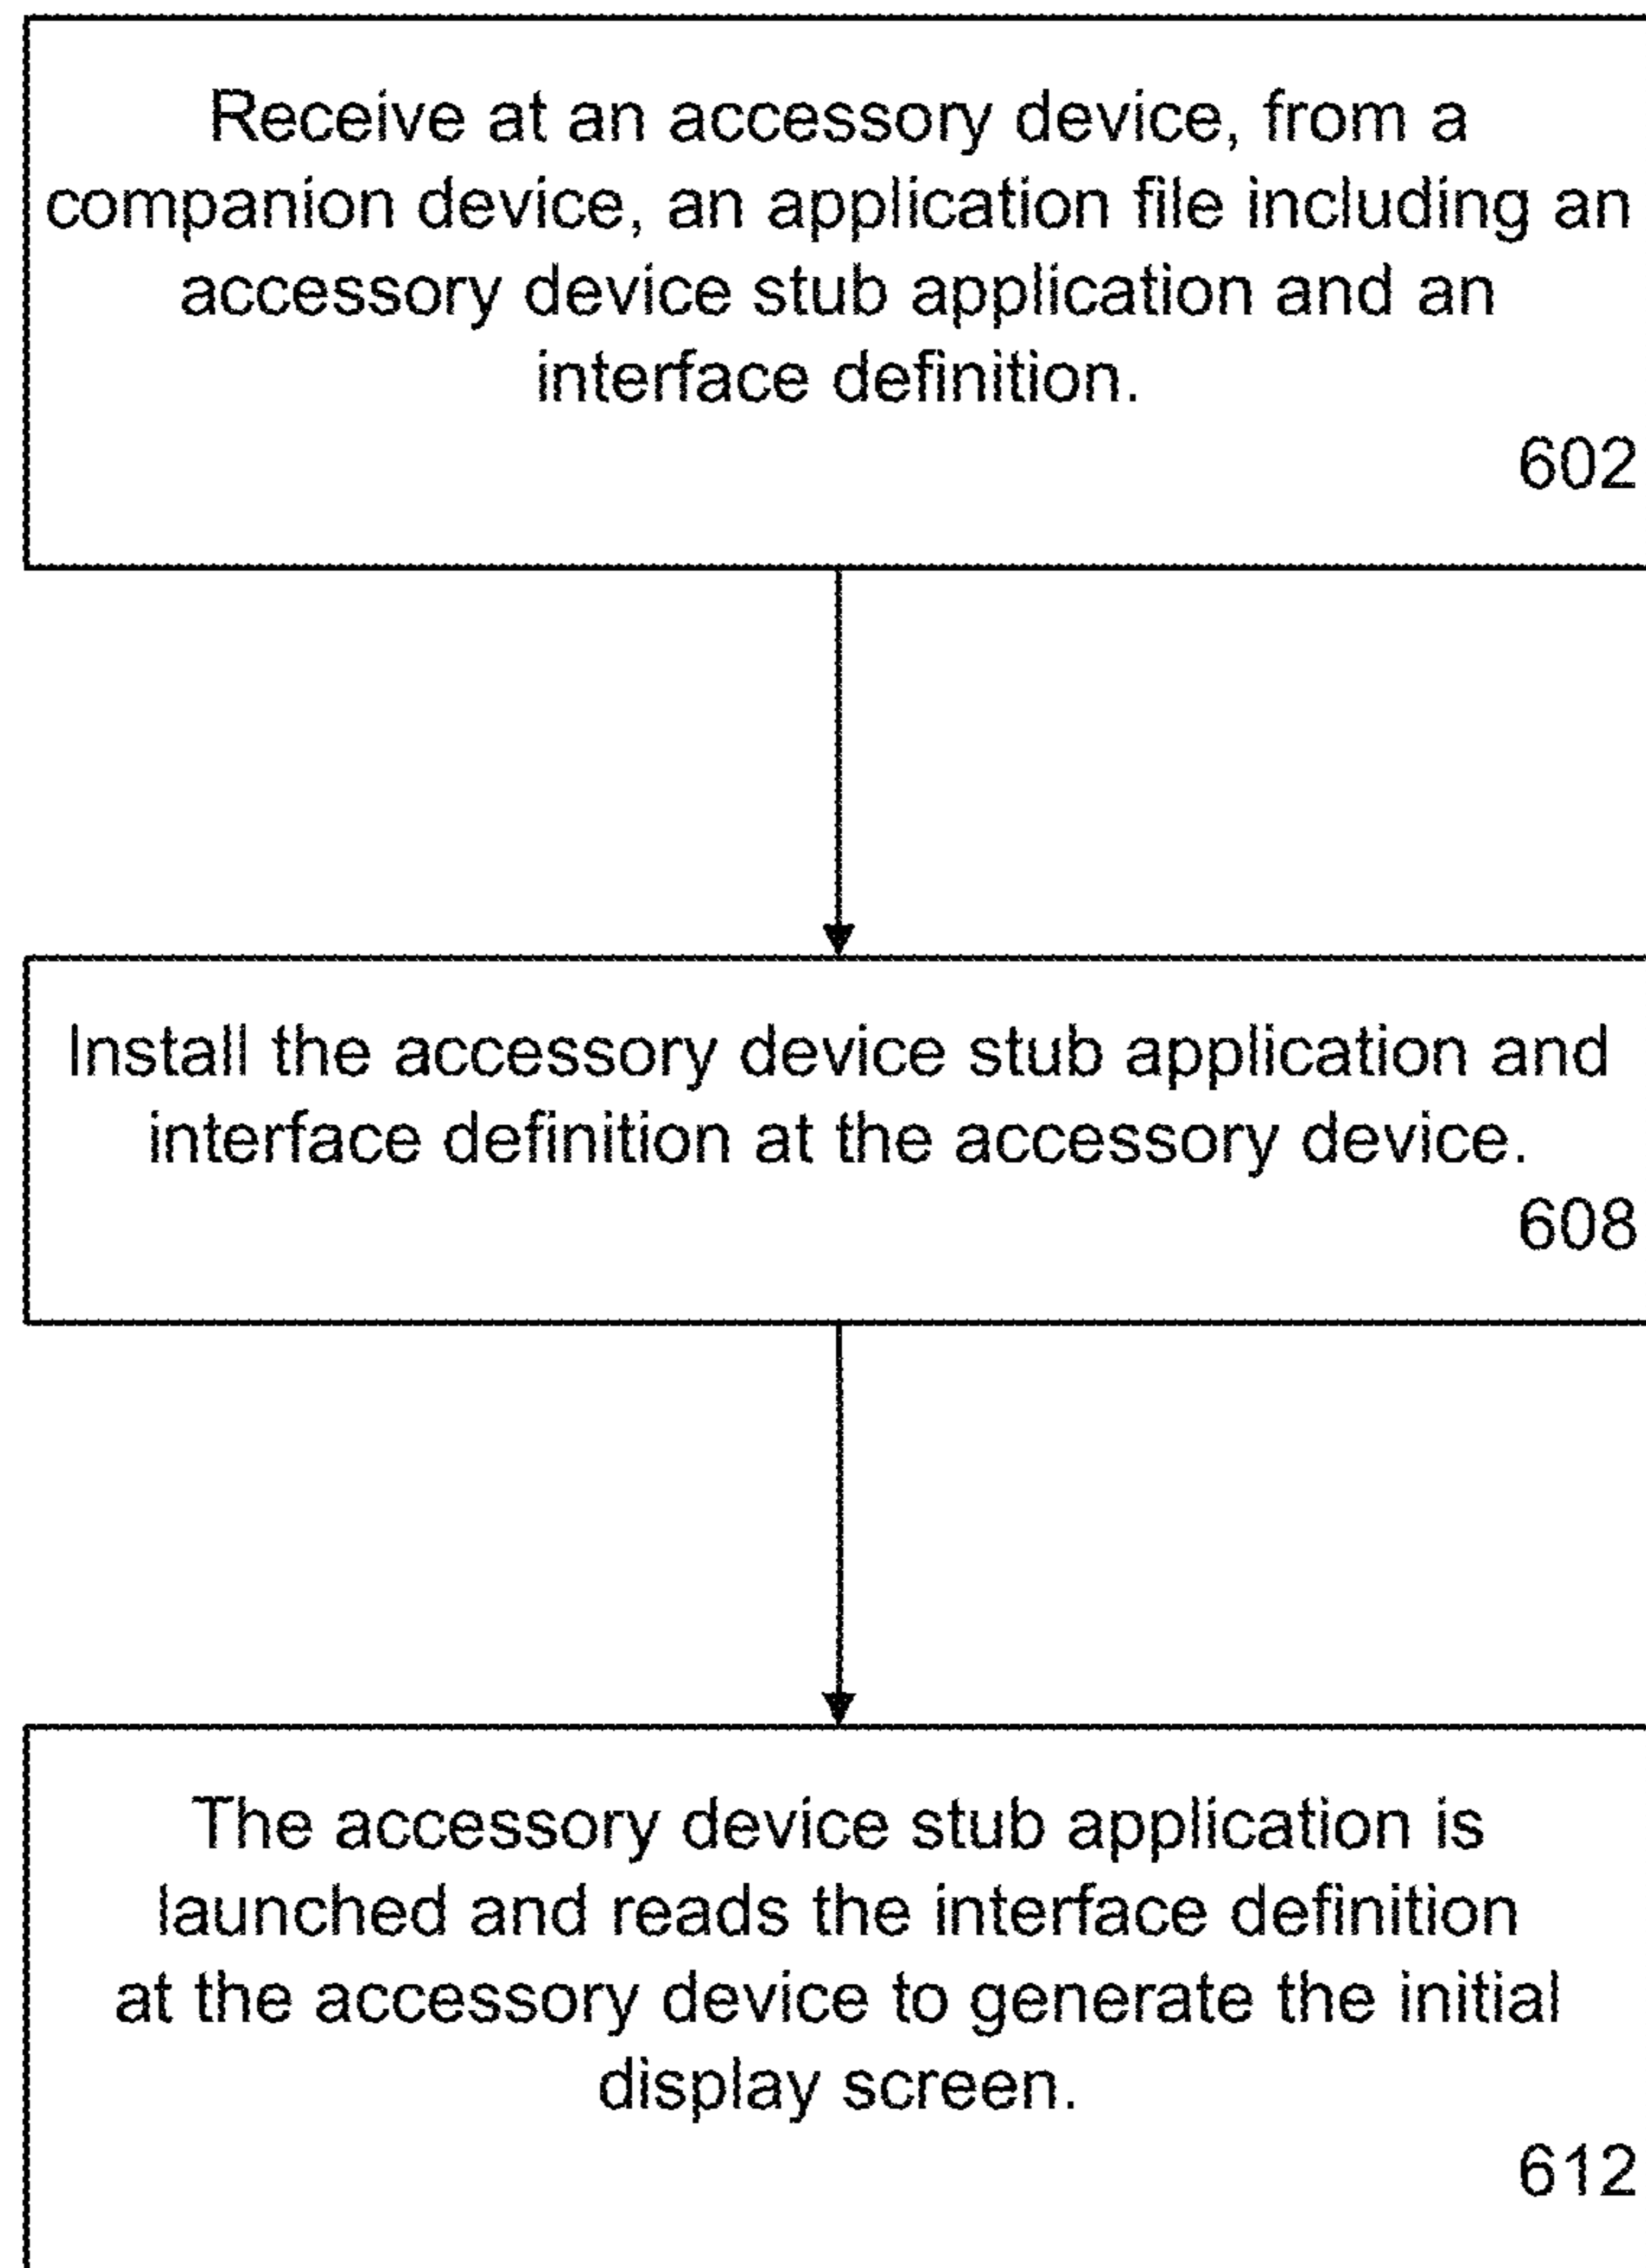 Receive at an accessory device, from a
companion device, an application file including an
accessory device stub application and an
interface definition.
602
Install the accessory device stub application and
interface definition at the accessory device.
608
The accessory device stub application is
launched and reads the interface definition
at the accessory device to generate the initial
display screen.
612